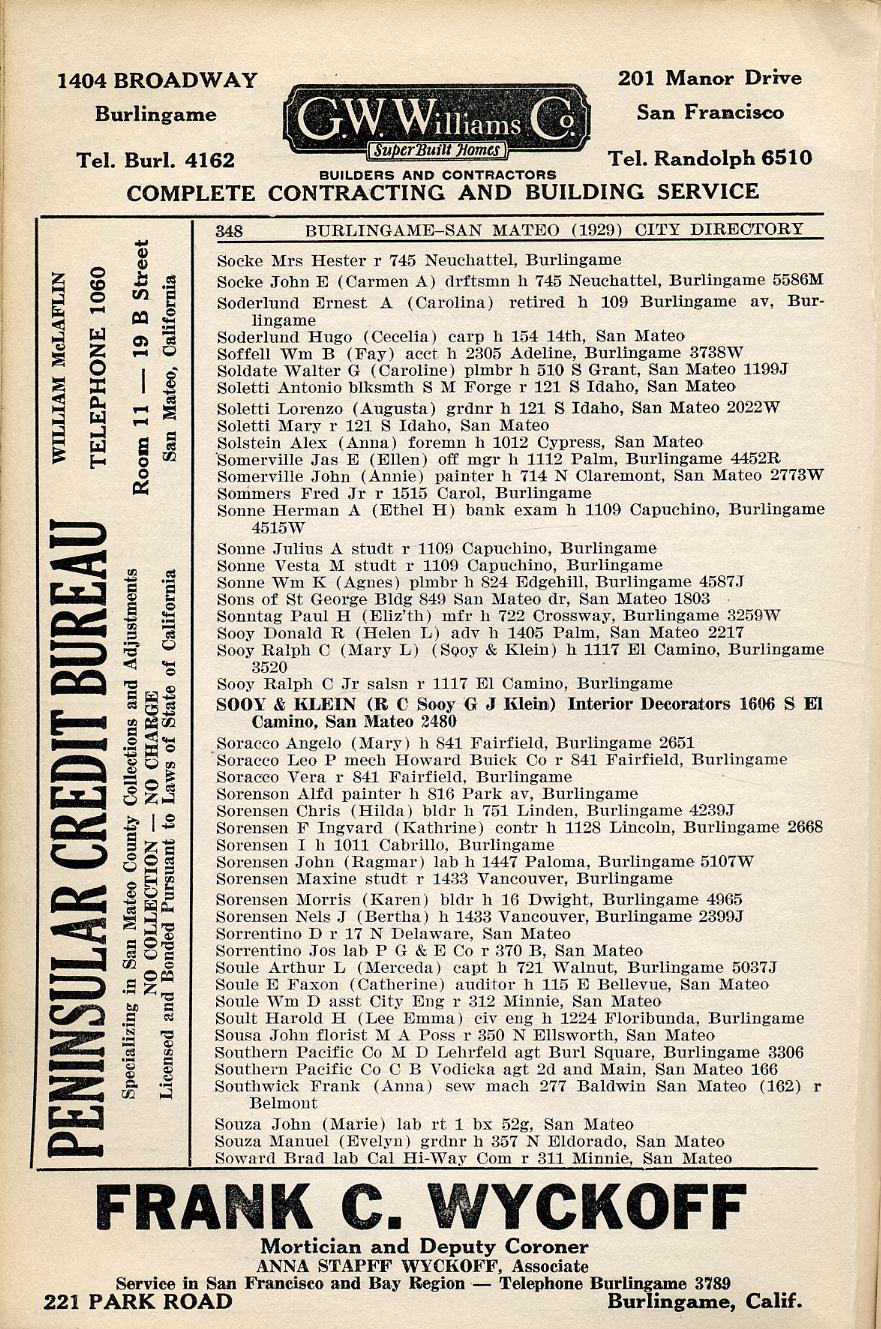 1404 BROADWAY
Burlingame
Tel. Burl. 4162
G.W. Williams Co.
Super Built Homes
BUILDERS AND CONTRACTORS
201 Manor Drive
San Francisco
Tel. Randolph 6510
COMPLETE CONTRACTING AND BUILDING SERVICE
PENINSULAR CREDIT BUREAU
WILLIAM McLAFLIN
TELEPHONE 1060
Room 11 — 19 B Street
San Mateo, California
Specializing in San Mateo County Collections and Adjustments
NO COLLECTION — NO CHARGE
Licensed and Bonded Pursuant to Laws of State of California
348 BURLINGAME-SAN MATEO (1929) CITY DIRECTORY
Socke Mrs Hester r 745 Neuchattel, Burlingame
Socke John E (Carmen A) drftsmn h 745 Neuchattel, Burlingame 5586M
Soderlund Ernest A (Carolina) retired h 109 Burlingame av, Bur-
lingame
Soderlund Hugo (Cecelia) carp h 154 14th, San Mateo
Soffell Wm B (Fay) acct h 2305 Adeline, Burlingame 3738W
Soldate Walter G (Caroline) plmbr h 510 S Grant, San Mateo 1199J
Soletti Antonio blksmth S M Forge r 121 S Idaho, San Mateo
Soletti Lorenzo (Augusta) grdnr h 121 S Idaho, San Mateo 2022W
Soletti Mary r 121 S Idaho, San Mateo
Solstein Alex (Anna) foremn h 1012 Cypress, San Mateo
Somerville Jas E (Ellen) off mgr h 1112 Palm, Burlingame 4452R
Somerville John (Annie) painter h 714 N Claremont, San Mateo 2773W
Sommers Fred Jr r 1515 Carol, Burlingame
Sonne Herman A (Ethel H) bank exam h 1109 Capuchino, Burlingame
4515W
Sonne Julius A studt r 1109 Capuchino, Burlingame
Sonne Vesta M studt r 1109 Capuchino, Burlingame
Sonne Wm K (Agnes) plmbr h 824 Edgehill, Burlingame 4587J
Sons of St George Bldg 849 San Mateo dr, San Mateo 1803
Sonntag Paul H (Eliz'th) mfr h 722 Crossway, Burlingame 3259W
Sooy Donald R (Helen L) adv h 1405 Palm, San Mateo 2217
Sooy Ralph C (Mary L) (Sooy & Klein) h 1117 El Camino, Burlingame
3520
Sooy Ralph C Jr salsn r 1117 El Camino, Burlingame
SOOY & KLEIN (R C Sooy G J Klein) Interior Decorators 1606 S El
Camino, San Mateo 2480
Soracco Angelo (Mary) h 841 Fairfield, Burlingame 2651
Soracco Leo P mech Howard Buick Co r 841 Fairfield, Burlingame
Soracco Vera r 841 Fairfield, Burlingame
Sorenson Alfd painter h 816 Park av, Burlingame
Sorensen Chris (Hilda) bldr h 751 Linden, Burlingame 4239J
Sorensen F Ingvard (Kathrine) contr h 1128 Lincoln, Burlingame 2668
Sorensen I h 1011 Cabrillo, Burlingame
Sorensen John (Ragmar) lab h 1447 Paloma, Burlingame 5107W
Sorensen Maxine studt r 1433 Vancouver, Burlingame
Sorensen Morris (Karen) bldr h 16 Dwight, Burlingame 4965
Sorensen Nels J (Bertha) h 1433 Vancouver, Burlingame 2399J
Sorrentino D r 17 N Delaware, San Mateo
Sorrentino Jos lab P G & E Co r 370 B, San Mateo
Soule Arthur L (Merceda) capt h 721 Walnut, Burlingame 5037J
Soule E Faxon (Catherine) auditor h 115 E Bellevue, San Mateo
Soule Wm D asst City Eng r 312 Minnie, San Mateo
Soult Harold H (Lee Emma) civ eng h 1224 Floribunda, Burlingame
Sousa John florist M A Poss r 350 N Ellsworth, San Mateo
Southern Pacific Co M D Lehrfeld agt Burl Square, Burlingame 3306
Southern Pacific Co C B Vodicka agt 2d and Main, San Mateo 166
Southwick Frank (Anna) sew mach 277 Baldwin San Mateo (162) r
Belmont
Souza John (Marie) lab rt 1 bx 52g, San Mateo
Souza Manuel (Evelyn) grdnr h 357 N Eldorado, San Mateo
Soward Brad lab Cal Hi-Way Com r 311 Minnie, San Mateo
FRANK C. WYCKOFF
Mortician and Deputy Coroner
ANNA STAPFF WYCKOFF, Associate
Service in San Francisco and Bay Region — Telephone Burlingame 3789
221 PARK ROAD Burlingame, Calif.